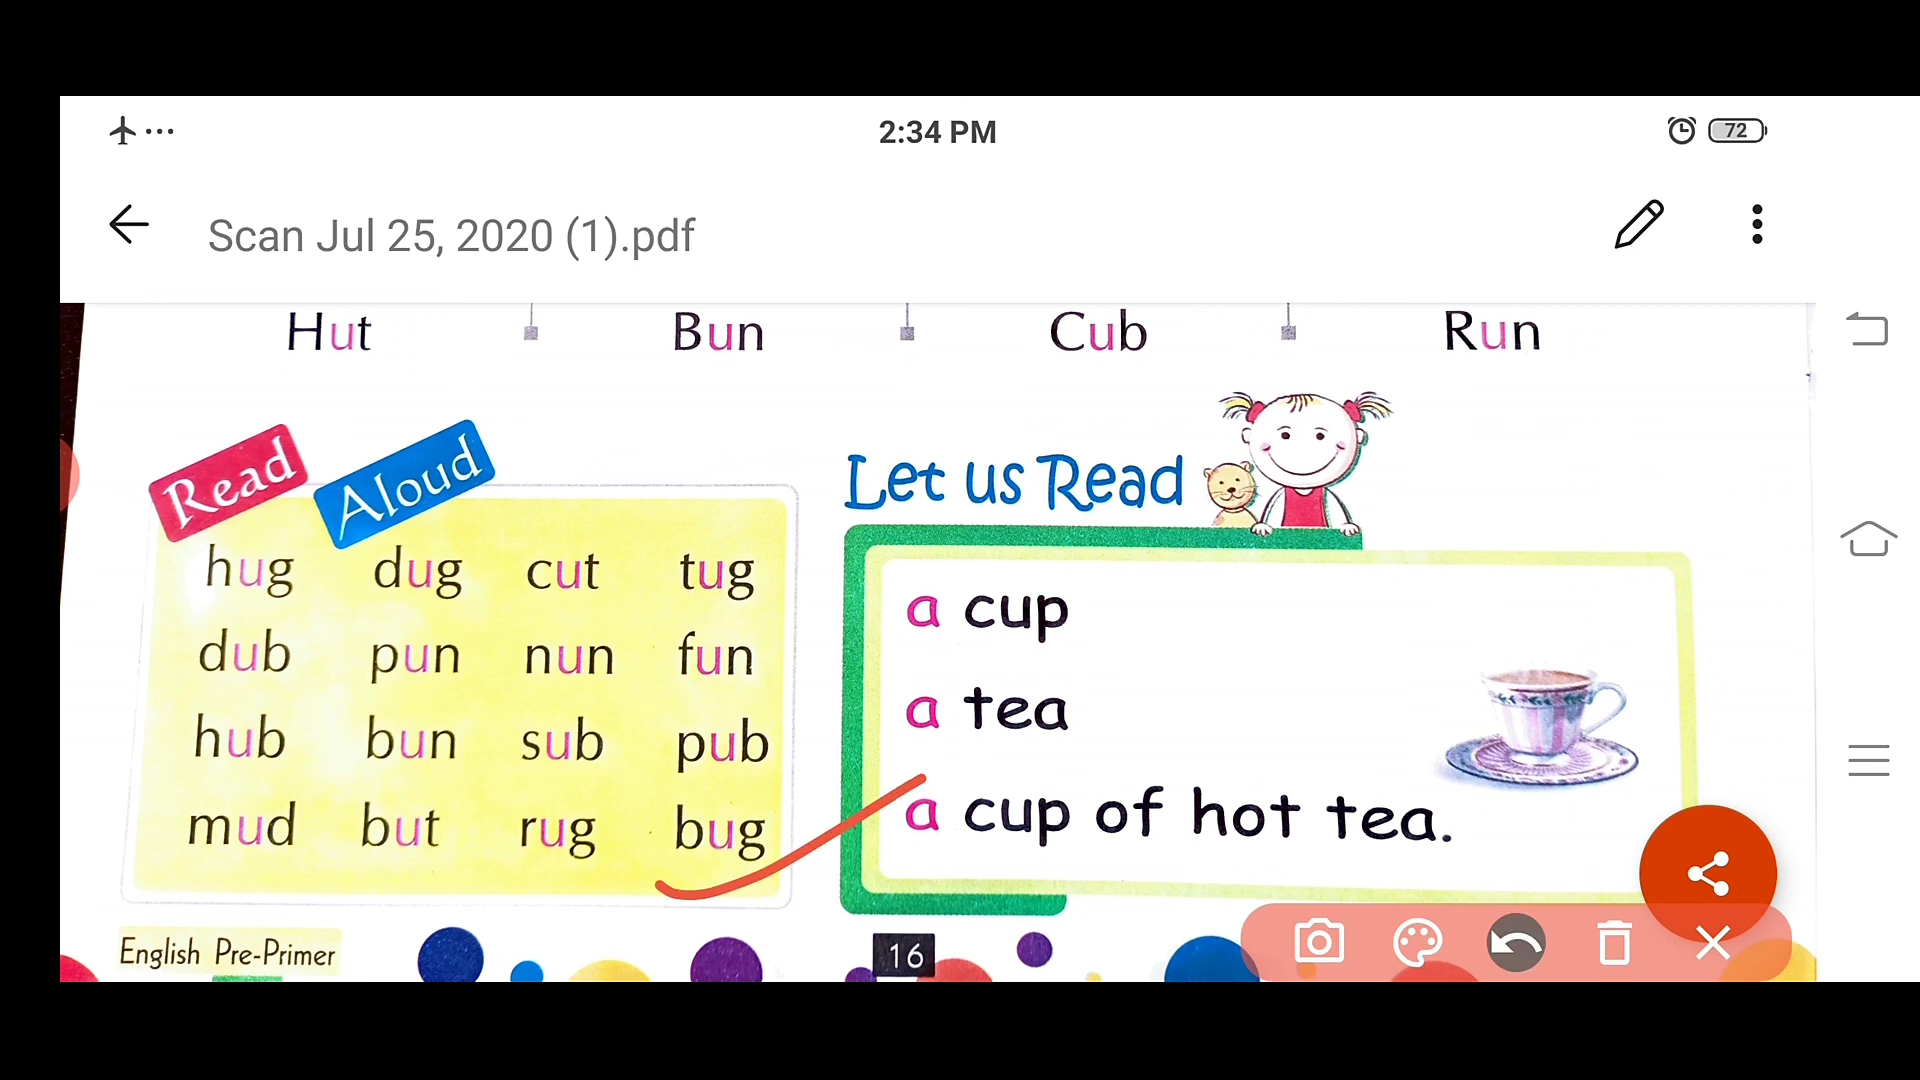 2:34 PM
72
Scan Jul 25, 2020 (1).pdf
Hut Bun Cub Run
Read Aloud
hug dug cut tug
dub pun nun fun
hub bun sub pub
mud but rug bug
Let us Read
a cup
a tea
a cup of hot tea.
English Pre-Primer
16